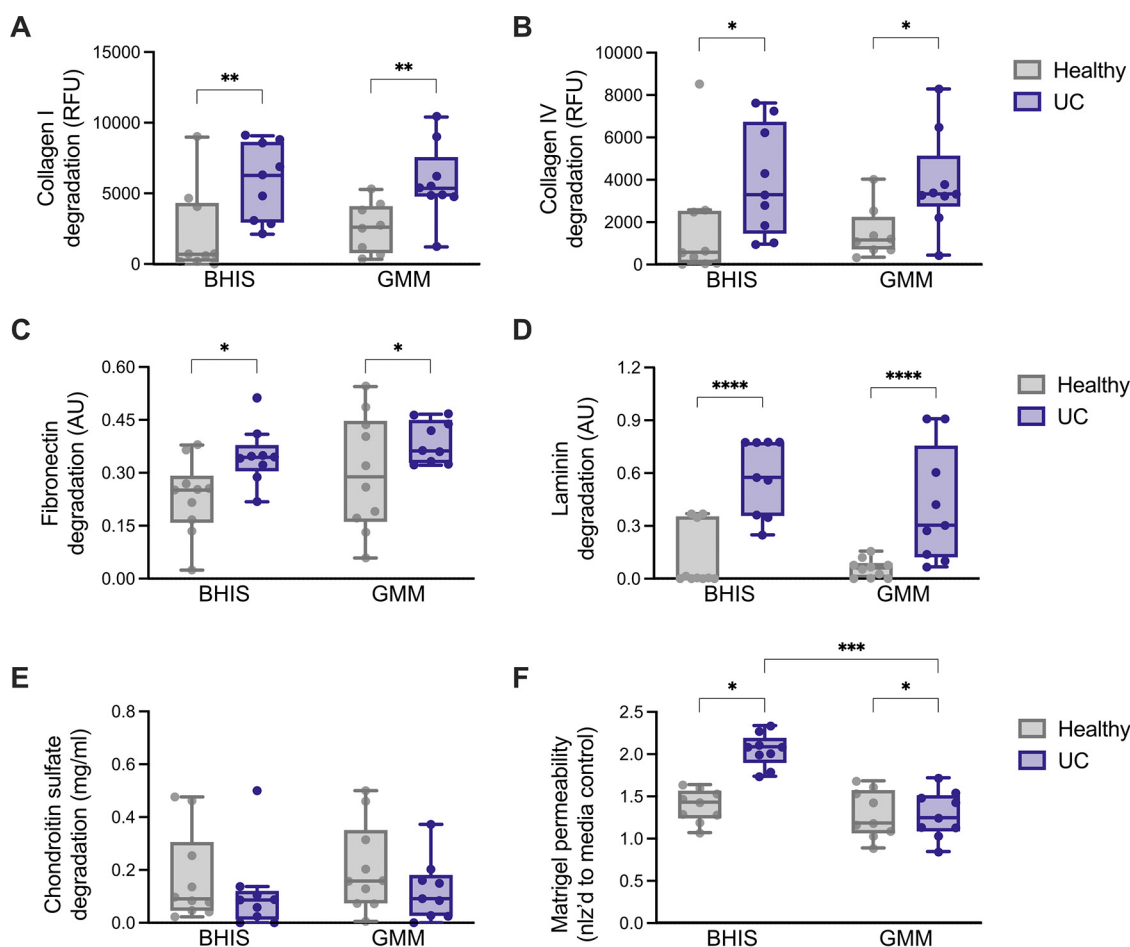 A
Collagen I
degradation (RFU)
15000
10000
5000
0
**
**
BHIS
GMM
B
Collagen IV
degradation (RFU)
10000
8000
6000
4000
2000
0
*
*
BHIS
GMM
Healthy
UC
C
Fibronectin
degradation (AU)
0.60
0.45
0.30
0.15
0.00
*
*
BHIS
GMM
D
Laminin
degradation (AU)
1.2
0.9
0.6
0.3
0.0
****
****
BHIS
GMM
Healthy
UC
E
Chondroitin sulfate
degradation (mg/ml)
0.8
0.6
0.4
0.2
0.0
BHIS
GMM
F
Matrigel permeability
(nlz'd to media control)
2.5
2.0
1.5
1.0
0.5
0.0
***
*
*
BHIS
GMM
Healthy
UC